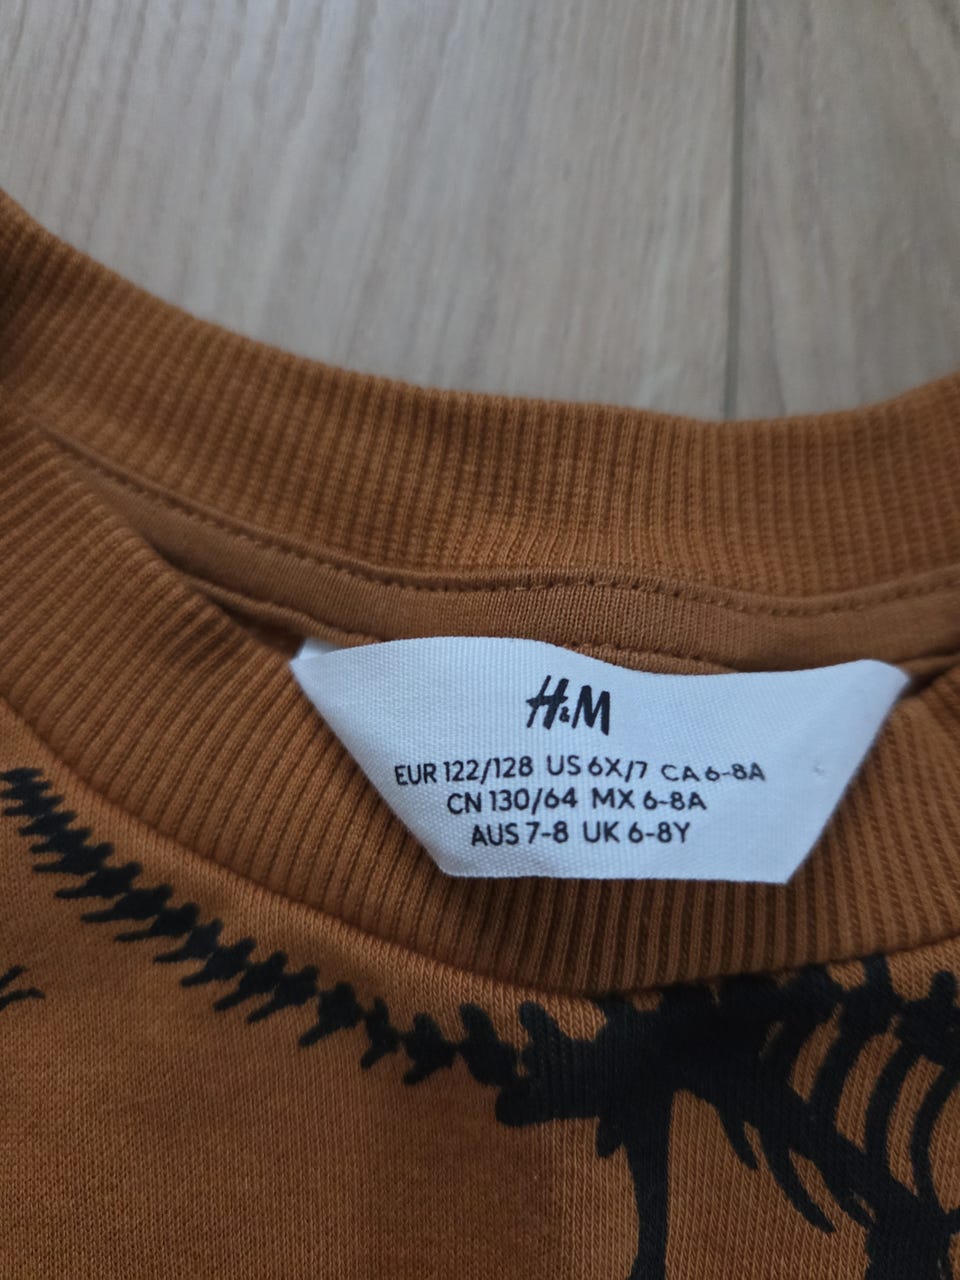 H&M
EUR 122/128 US 6X/7 CA 6-8A
CN 130/64 MX 6-8A
AUS 7-8 UK 6-8Y